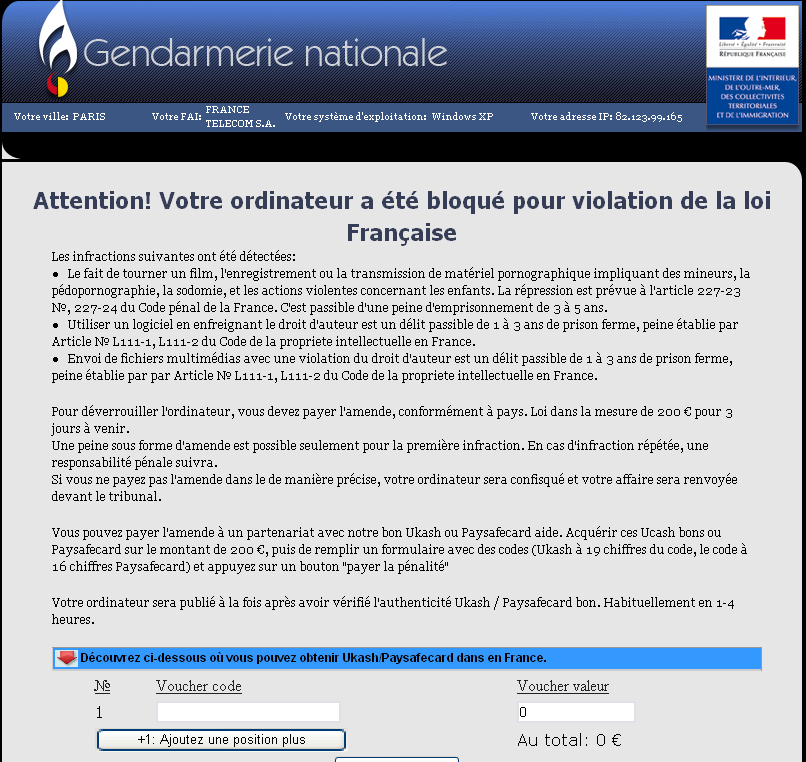 Gendarmerie nationale
Liberté • Égalité • Fraternité
RÉPUBLIQUE FRANÇAISE
MINISTÈRE DE L'INTÉRIEUR,
DE L'OUTRE-MER,
DES COLLECTIVITÉS
TERRITORIALES
ET DE L'IMMIGRATION
Votre ville: PARIS Votre FAI: FRANCE TELECOM S.A. Votre système d'exploitation: Windows XP Votre adresse IP: 82.123.99.165
Attention! Votre ordinateur a été bloqué pour violation de la loi
Française
Les infractions suivantes ont été détectées:
● Le fait de tourner un film, l'enregistrement ou la transmission de matériel pornographique impliquant des mineurs, la
pédopornographie, la sodomie, et les actions violentes concernant les enfants. La répression est prévue à l'article 227-23
№, 227-24 du Code pénal de la France. C'est passible d'une peine d'emprisonnement de 3 à 5 ans.
● Utiliser un logiciel en enfreignant le droit d'auteur est un délit passible de 1 à 3 ans de prison ferme, peine établie par
Article № L111-1, L111-2 du Code de la propriete intellectuelle en France.
● Envoi de fichiers multimédias avec une violation du droit d'auteur est un délit passible de 1 à 3 ans de prison ferme,
peine établie par par Article № L111-1, L111-2 du Code de la propriete intellectuelle en France.
Pour déverrouiller l'ordinateur, vous devez payer l'amende, conformément à pays. Loi dans la mesure de 200 € pour 3
jours à venir.
Une peine sous forme d'amende est possible seulement pour la première infraction. En cas d'infraction répétée, une
responsabilité pénale suivra.
Si vous ne payez pas l'amende dans le de manière précise, votre ordinateur sera confisqué et votre affaire sera renvoyée
devant le tribunal.
Vous pouvez payer l'amende à un partenariat avec notre bon Ukash ou Paysafecard aide. Acquérir ces Ucash bons ou
Paysafecard sur le montant de 200 €, puis de remplir un formulaire avec des codes (Ukash à 19 chiffres du code, le code à
16 chiffres Paysafecard) et appuyez sur un bouton "payer la pénalité"
Votre ordinateur sera publié à la fois après avoir vérifié l'authenticité Ukash / Paysafecard bon. Habituellement en 1-4
heures.
Découvrez ci-dessous où vous pouvez obtenir Ukash/Paysafecard dans en France.
№ Voucher code Voucher valeur
1 0
+1: Ajoutez une position plus Au total: 0 €